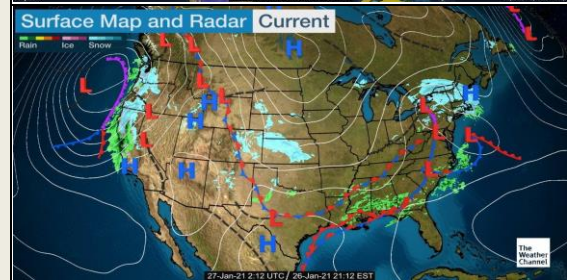 Surface Map and Radar Current
Rain Ice Snow
L L L H L
L H L L H
H L L L
L H H L
L
H
The
Weather
Channel
27-Jan-21 2:12 UTC / 26-Jan-21 21:12 EST